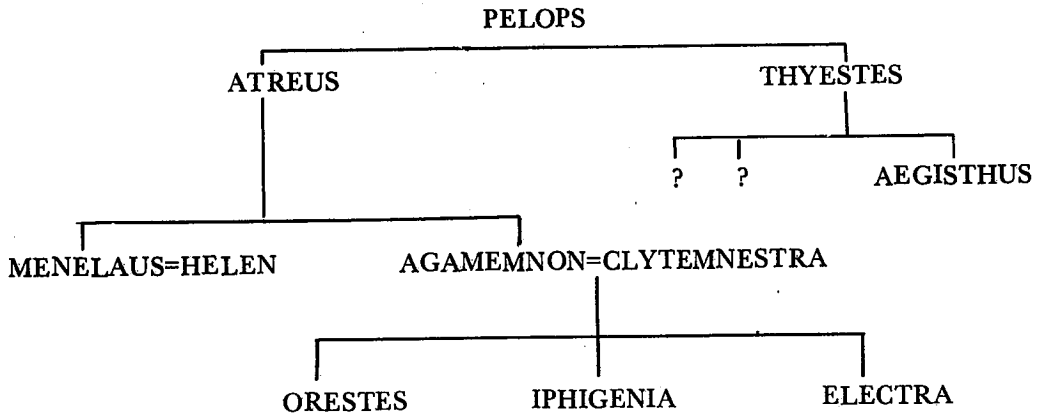 PELOPS
ATREUS THYESTES
? ? AEGISTHUS
MENELAUS=HELEN AGAMEMNON=CLYTEMNESTRA
ORESTES IPHIGENIA ELECTRA